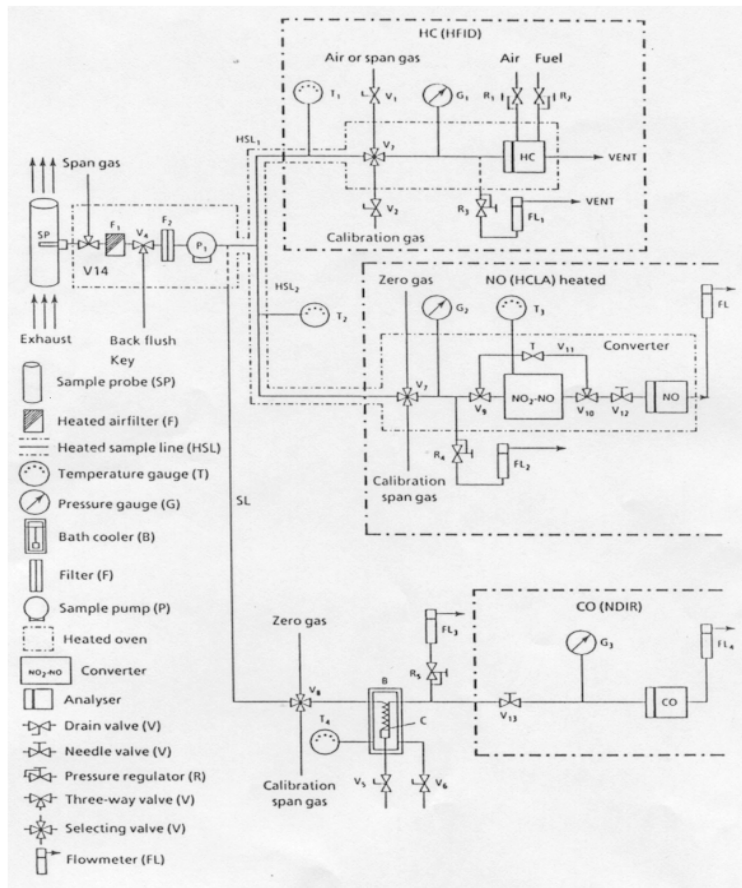 HC (HFID)
Air or span gas
Air
Fuel
T₁
V₁
G₁
R₁
R₂
HSL₁
V₃
HC
VENT
Span gas
F₁
V₄
F₂
P₁
SP
V14
V₂
R₃
FL₁
VENT
Calibration gas
HSL₂
T₂
Exhaust
Back flush
Zero gas
NO (HCLA) heated
G₂
T₃
FL
Converter
T
V₁₁
V₇
V₉
NO₂-NO
V₁₀
V₁₂
NO
R₄
FL₂
Calibration
span gas
Key
Sample probe (SP)
Heated airfilter (F)
Heated sample line (HSL)
Temperature gauge (T)
Pressure gauge (G)
Bath cooler (B)
Filter (F)
Sample pump (P)
Heated oven
NO₂-NO
Converter
Analyser
Drain valve (V)
Needle valve (V)
Pressure regulator (R)
Three-way valve (V)
Selecting valve (V)
Flowmeter (FL)
SL
Zero gas
V₈
B
T₄
C
V₅
V₆
Calibration
span gas
FL₃
R₅
CO (NDIR)
G₃
FL₄
V₁₃
CO